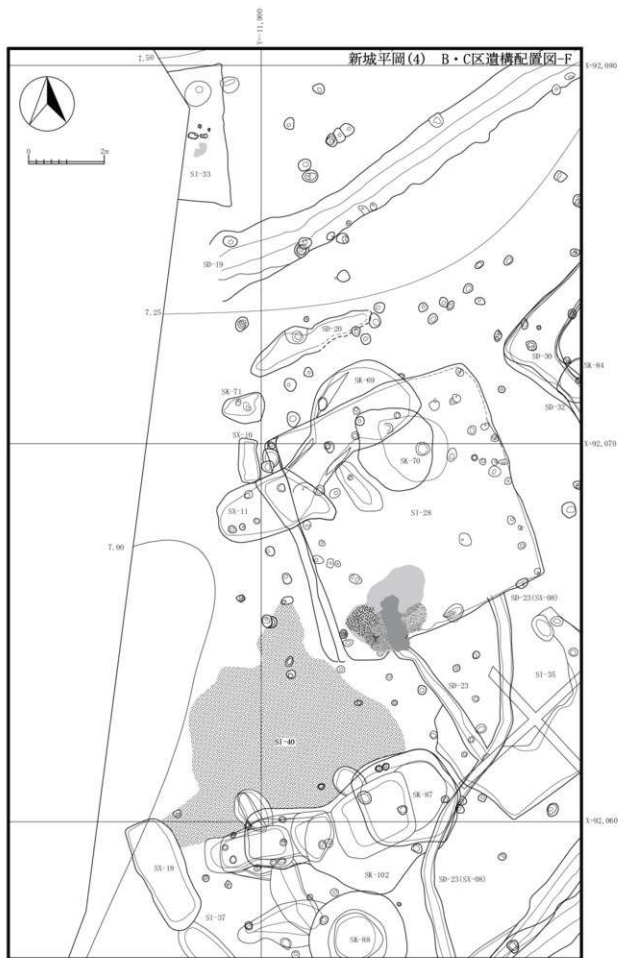 Y=-11,900
新城平岡(4) B・C区遺構配置図-F
7.50
X=92,080
0 2m
SI-33
SD-19
7.25
SD-20
SD-30
SK-84
SD-32
SK-69
SK-71
SX-10
X=92,070
SK-70
SX-11
SI-28
7.00
SD-23(SX-08)
SI-35
SD-23
SI-40
SK-87
X=92,060
SX-18
SK-102
SD-23(SX-08)
SI-37
SK-88